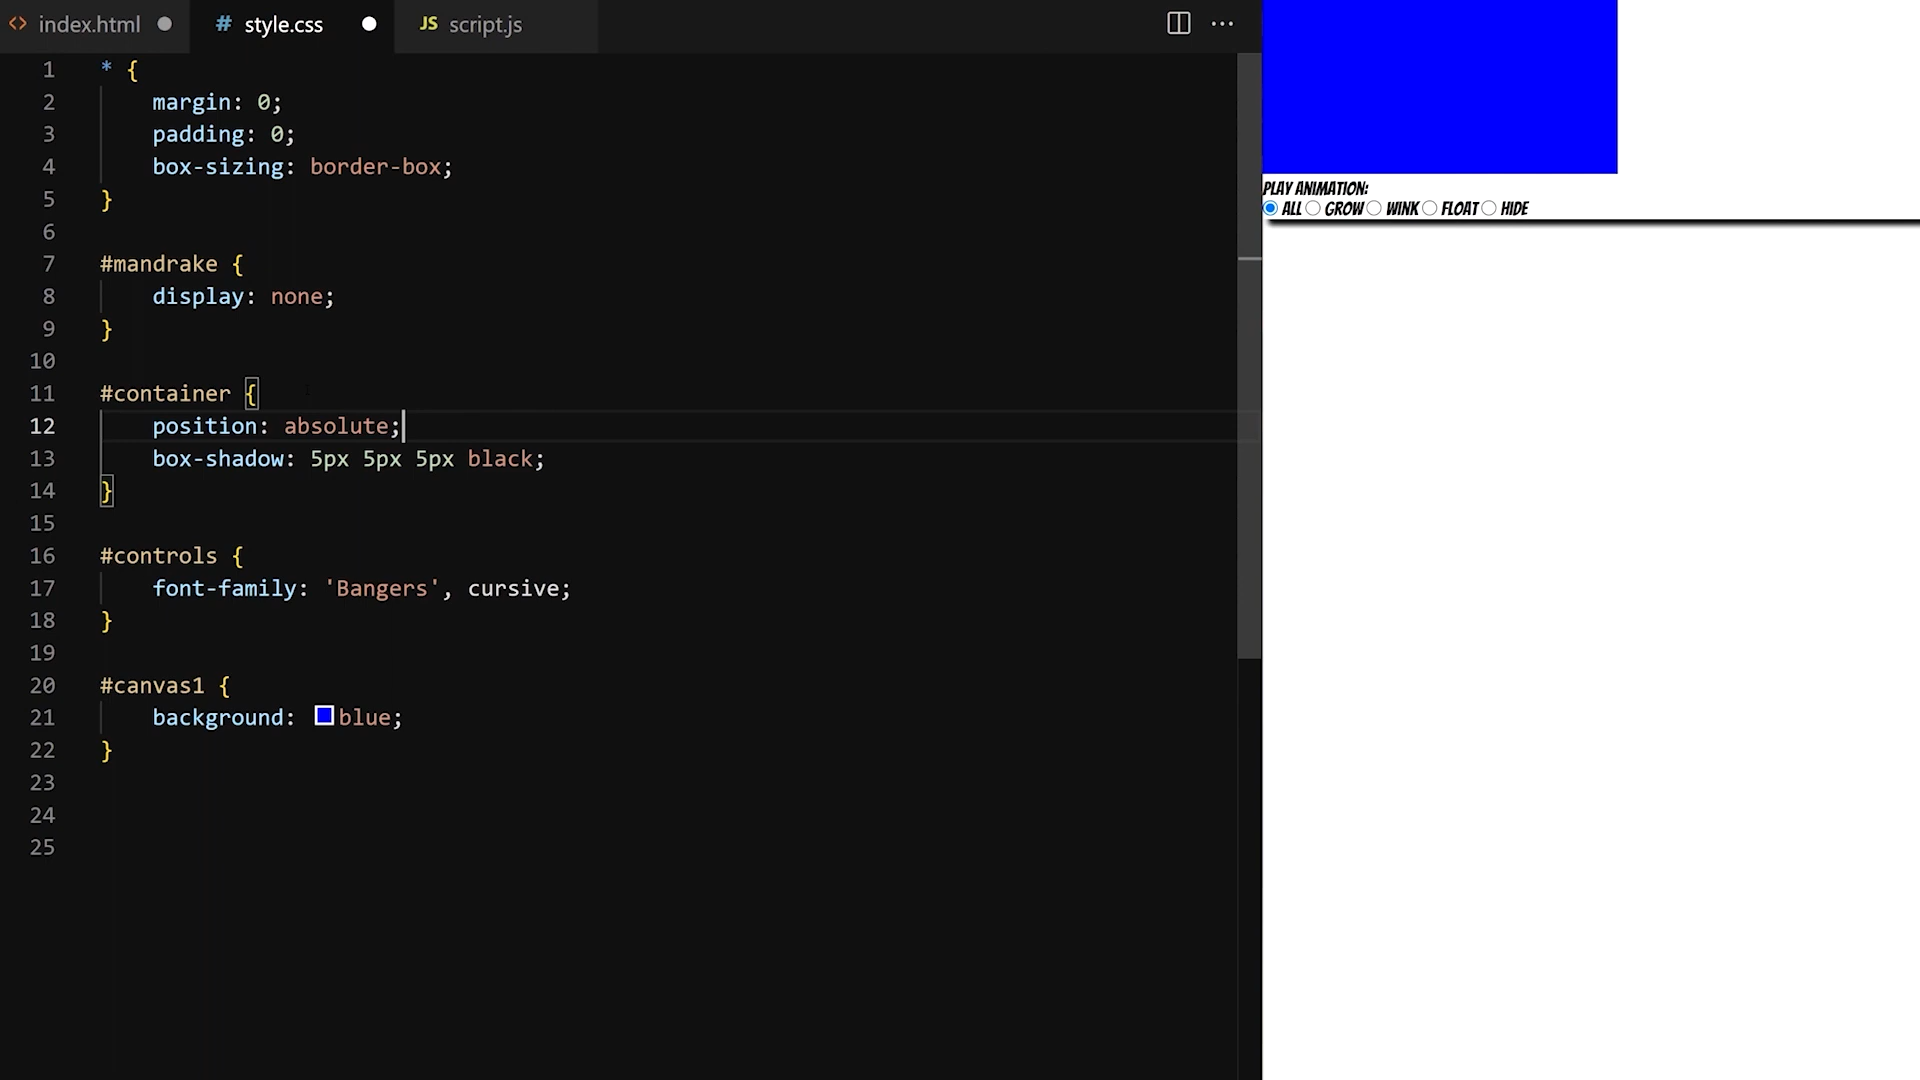 index.html
style.css
JS script.js
1 * {
2 margin: 0;
3 padding: 0;
4 box-sizing: border-box;
5 }
6
7 #mandrake {
8 display: none;
9 }
10
11 #container {
12 position: absolute;
13 box-shadow: 5px 5px 5px black;
14 }
15
16 #controls {
17 font-family: 'Bangers', cursive;
18 }
19
20 #canvas1 {
21 background: blue;
22 }
23
24
25
PLAY ANIMATION:
ALL GROW WINK FLOAT HIDE